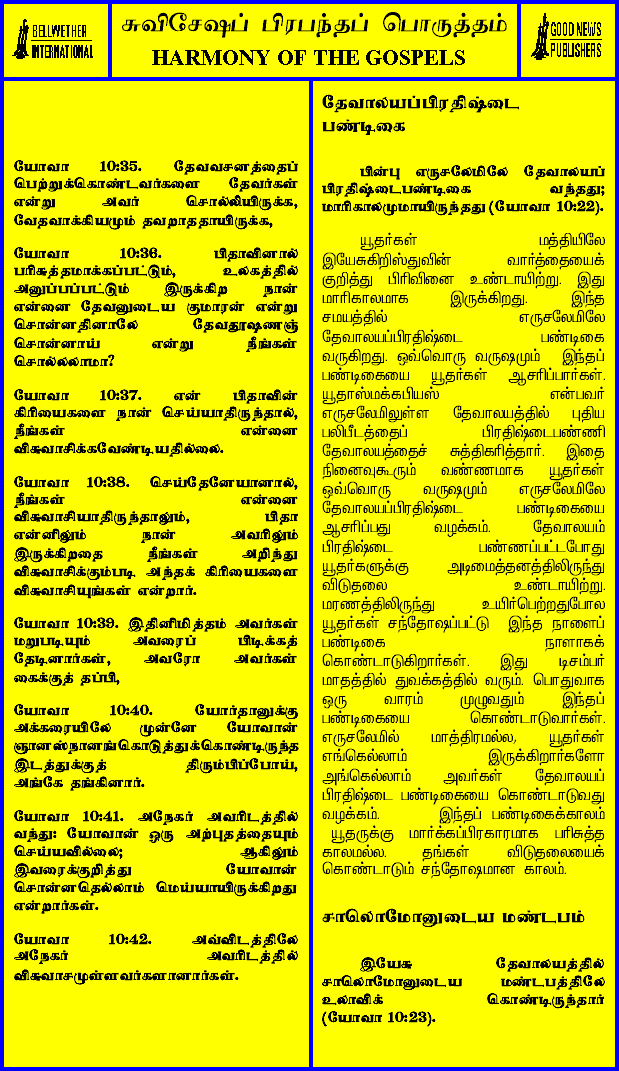 BELLWETHER
INTERNATIONAL
சுவிசேஷப் பிரபந்தப் பொருத்தம்
HARMONY OF THE GOSPELS
GOOD NEWS
PUBLISHERS
யோவா 10:35. தேவவசனத்தைப்
பெற்றுக்கொண்டவர்களை தேவர்கள்
என்று அவர் சொல்லியிருக்க,
வேதவாக்கியமும் தவறாததாயிருக்க,
யோவா 10:36. பிதாவினால்
பரிசுத்தமாக்கப்பட்டும், உலகத்தில்
அனுப்பப்பட்டும் இருக்கிற நான்
என்னை தேவனுடைய குமாரன் என்று
சொன்னதினாலே தேவதூஷணஞ்
சொன்னாய் என்று நீங்கள்
சொல்லலாமா?
யோவா 10:37. என் பிதாவின்
கிரியைகளை நான் செய்யாதிருந்தால்,
நீங்கள் என்னை
விசுவாசிக்கவேண்டியதில்லை.
யோவா 10:38. செய்தேனேயானால்,
நீங்கள் என்னை
விசுவாசியாதிருந்தாலும், பிதா
என்னிலும் நான் அவரிலும்
இருக்கிறதை நீங்கள் அறிந்து
விசுவாசிக்கும்படி அந்தக் கிரியைகளை
விசுவாசியுங்கள் என்றார்.
யோவா 10:39. இதினிமித்தம் அவர்கள்
மறுபடியும் அவரைப் பிடிக்கத்
தேடினார்கள், அவரோ அவர்கள்
கைக்குத் தப்பி,
யோவா 10:40. யோர்தானுக்கு
அக்கரையிலே முன்னே யோவான்
ஞானஸ்நானங்கொடுத்துக்கொண்டிருந்த
இடத்துக்குத் திரும்பிப்போய்,
அங்கே தங்கினார்.
யோவா 10:41. அநேகர் அவரிடத்தில்
வந்து: யோவான் ஒரு அற்புதத்தையும்
செய்யவில்லை; ஆகிலும்
இவரைக்குறித்து யோவான்
சொன்னதெல்லாம் மெய்யாயிருக்கிறது
என்றார்கள்.
யோவா 10:42. அவ்விடத்திலே
அநேகர் அவரிடத்தில்
விசுவாசமுள்ளவர்களானார்கள்.
தேவாலயப்பிரதிஷ்டை
பண்டிகை
பின்பு எருசலேமிலே தேவாலயப்
பிரதிஷ்டைபண்டிகை வந்தது;
மாரிகாலமுமாயிருந்தது (யோவா 10:22).
யூதர்கள் மத்தியிலே
இயேசுகிறிஸ்துவின் வார்த்தையைக்
குறித்து பிரிவினை உண்டாயிற்று. இது
மாரிகாலமாக இருக்கிறது. இந்த
சமயத்தில் எருசலேமிலே
தேவாலயப்பிரதிஷ்டை பண்டிகை
வருகிறது. ஒவ்வொரு வருஷமும் இந்தப்
பண்டிகையை யூதர்கள் ஆசரிப்பார்கள்.
யூதாஸ்மக்கபியஸ் என்பவர்
எருசலேமிலுள்ள தேவாலயத்தில் புதிய
பலிபீடத்தைப் பிரதிஷ்டைபண்ணி
தேவாலயத்தைச் சுத்திகரித்தார். இதை
நினைவுகூரும் வண்ணமாக யூதர்கள்
ஒவ்வொரு வருஷமும் எருசலேமிலே
தேவாலயப்பிரதிஷ்டை பண்டிகையை
ஆசரிப்பது வழக்கம். தேவாலயம்
பிரதிஷ்டை பண்ணப்பட்டபோது
யூதர்களுக்கு அடிமைத்தனத்திலிருந்து
விடுதலை உண்டாயிற்று.
மரணத்திலிருந்து உயிர்பெற்றதுபோல
யூதர்கள் சந்தோஷப்பட்டு இந்த நாளைப்
பண்டிகை நாளாகக்
கொண்டாடுகிறார்கள். இது டிசம்பர்
மாதத்தில் துவக்கத்தில் வரும். பொதுவாக
ஒரு வாரம் முழுவதும் இந்தப்
பண்டிகையை கொண்டாடுவார்கள்.
எருசலேமில் மாத்திரமல்ல, யூதர்கள்
எங்கெல்லாம் இருக்கிறார்களோ
அங்கெல்லாம் அவர்கள் தேவாலயப்
பிரதிஷ்டை பண்டிகையை கொண்டாடுவது
வழக்கம். இந்தப் பண்டிகைக்காலம்
யூதருக்கு மார்க்கப்பிரகாரமாக பரிசுத்த
காலமல்ல. தங்கள் விடுதலையைக்
கொண்டாடும் சந்தோஷமான காலம்.
சாலொமோனுடைய மண்டபம்
இயேசு தேவாலயத்தில்
சாலொமோனுடைய மண்டபத்திலே
உலாவிக் கொண்டிருந்தார்
(யோவா 10:23).